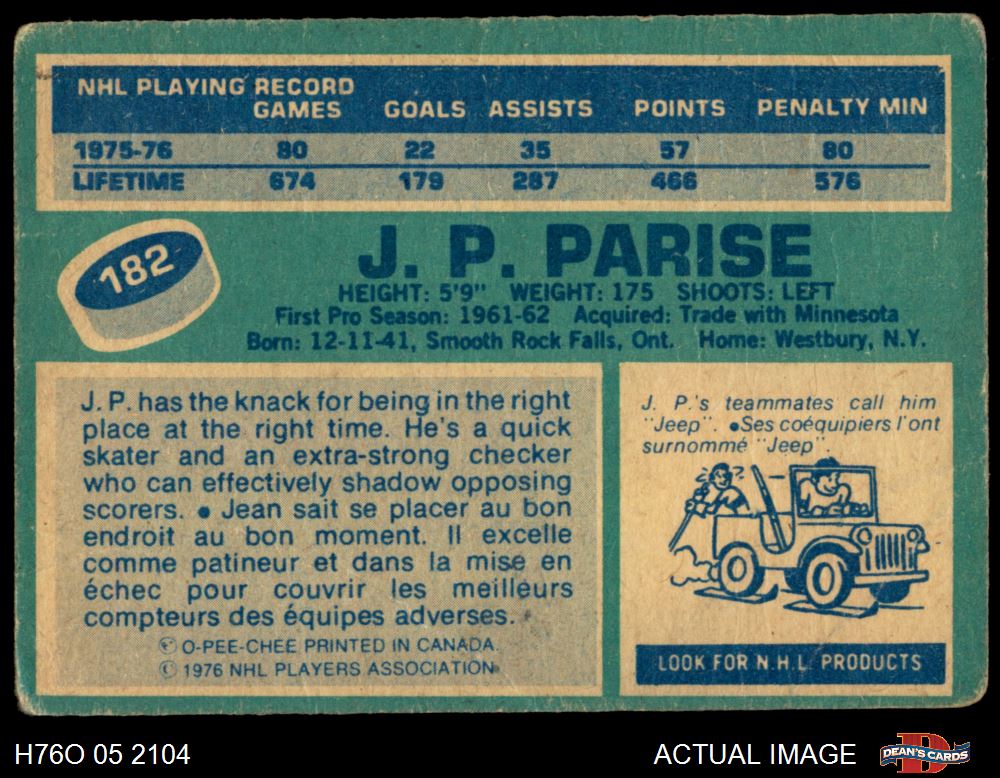 NHL PLAYING RECORD
GAMES GOALS ASSISTS POINTS PENALTY MIN
1975-76 80 22 35 57 80
LIFETIME 674 179 287 466 576
182
J. P. PARISE
HEIGHT: 5'9" WEIGHT: 175 SHOOTS: LEFT
First Pro Season: 1961-62 Acquired: Trade with Minnesota
Born: 12-11-41, Smooth Rock Falls, Ont. Home: Westbury, N.Y.
J. P. has the knack for being in the right
place at the right time. He's a quick
skater and an extra-strong checker
who can effectively shadow opposing
scorers. ● Jean sait se placer au bon
endroit au bon moment. Il excelle
comme patineur et dans la mise en
échec pour couvrir les meilleurs
compteurs des équipes adverses.
© O-PEE-CHEE PRINTED IN CANADA.
© 1976 NHL PLAYERS ASSOCIATION
J. P.'s teammates call him
"Jeep". ●Ses coéquipiers l'ont
surnommé "Jeep".
LOOK FOR N.H.L. PRODUCTS
H76O 05 2104
ACTUAL IMAGE
D
DEAN'S CARDS